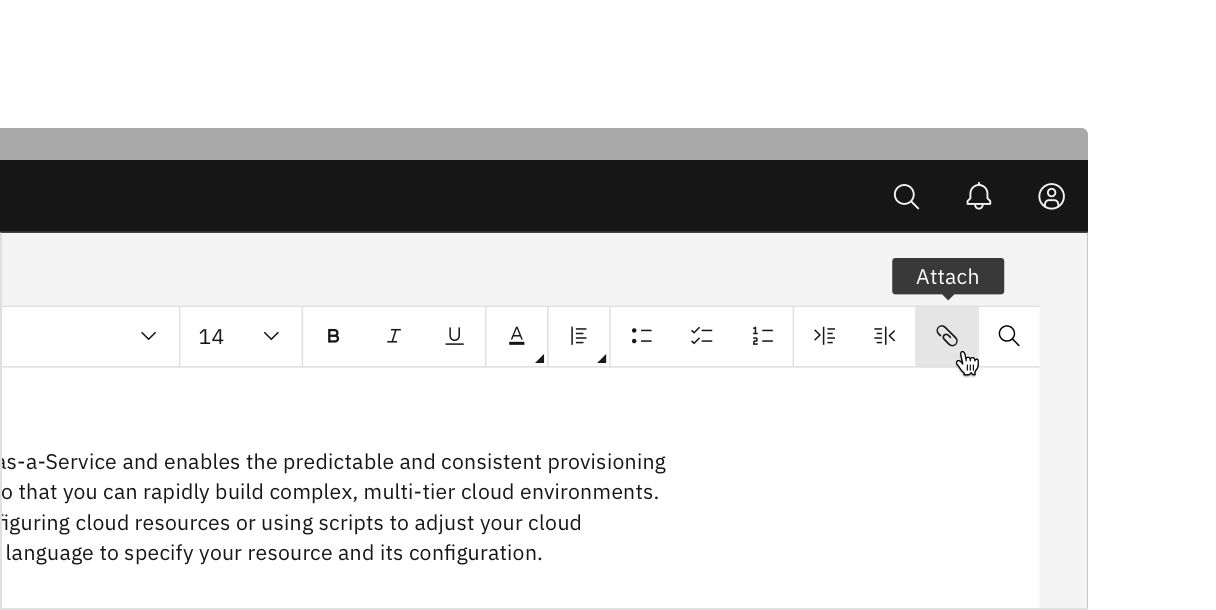 Attach
14 B I U A
as-a-Service and enables the predictable and consistent provisioning
o that you can rapidly build complex, multi-tier cloud environments.
figuring cloud resources or using scripts to adjust your cloud
language to specify your resource and its configuration.